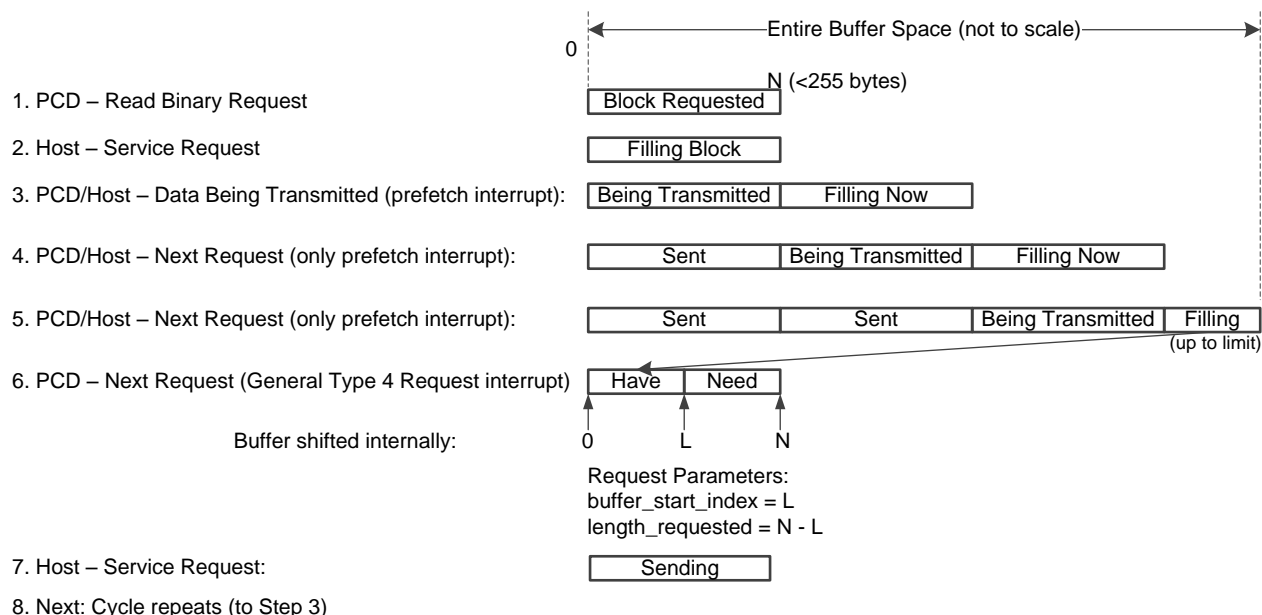 Entire Buffer Space (not to scale)
0
N (<255 bytes)
1. PCD – Read Binary Request
Block Requested
2. Host – Service Request
Filling Block
3. PCD/Host – Data Being Transmitted (prefetch interrupt):
Being Transmitted
Filling Now
4. PCD/Host – Next Request (only prefetch interrupt):
Sent
Being Transmitted
Filling Now
5. PCD/Host – Next Request (only prefetch interrupt):
Sent
Sent
Being Transmitted
Filling
(up to limit)
6. PCD – Next Request (General Type 4 Request interrupt)
Have
Need
Buffer shifted internally:
0
L
N
Request Parameters:
buffer_start_index = L
length_requested = N - L
7. Host – Service Request:
Sending
8. Next: Cycle repeats (to Step 3)